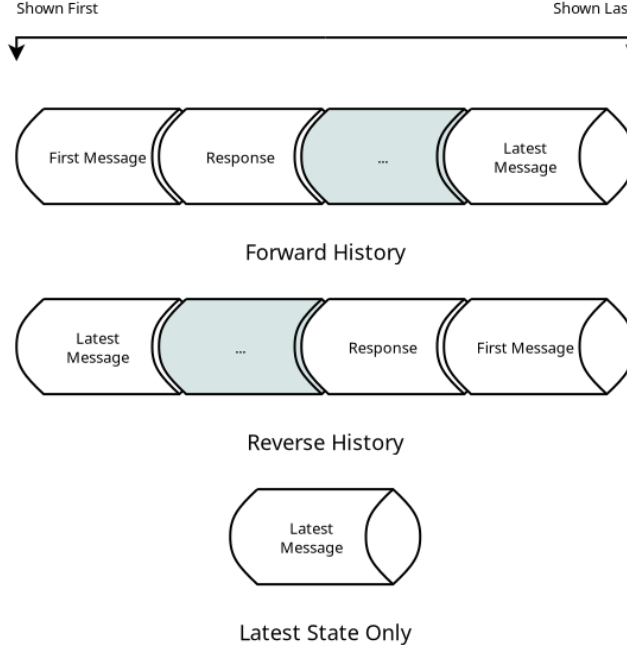 Shown First
Shown Las
First Message
Response
...
Latest
Message
Forward History
Latest
Message
...
Response
First Message
Reverse History
Latest
Message
Latest State Only